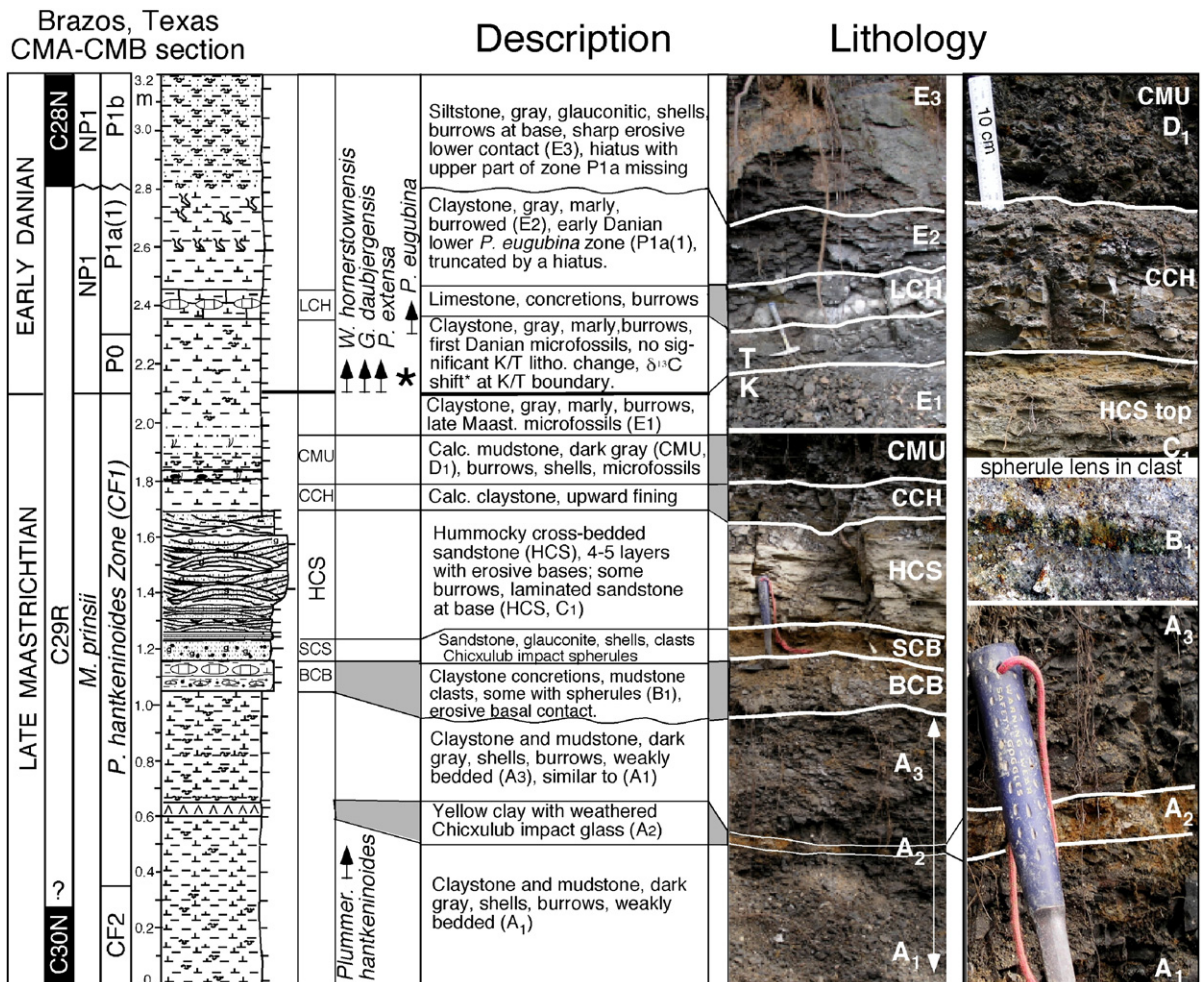 Brazos, Texas
CMA-CMB section
Description
Lithology
EARLY DANIAN
LATE MAASTRICHTIAN
C28N
C29R
?
C30N
NP1
NP1
M. prinsii
P1b
P1a(1)
P0
P. hantkeninoides Zone (CF1)
CF2
3.2
m
3.0
2.8
2.6
2.4
2.2
2.0
1.8
1.6
1.4
1.2
1.0
0.8
0.6
0.4
0.2
0
LCH
CMU
CCH
HCS
SCS
BCB
W. hornerstownensis
G. daubjergensis
P. extensa
P. eugubina
*
Plummer.
hantkeninoides
Siltstone, gray, glauconitic, shells,
burrows at base, sharp erosive
lower contact (E3), hiatus with
upper part of zone P1a missing
Claystone, gray, marly,
burrowed (E2), early Danian
lower P. eugubina zone (P1a(1),
truncated by a hiatus.
Limestone, concretions, burrows
Claystone, gray, marly,burrows,
first Danian microfossils, no sig-
nificant K/T litho. change, δ¹³C
shift* at K/T boundary.
Claystone, gray, marly, burrows,
late Maast. microfossils (E1)
Calc. mudstone, dark gray (CMU,
D1), burrows, shells, microfossils
Calc. claystone, upward fining
Hummocky cross-bedded
sandstone (HCS), 4-5 layers
with erosive bases; some
burrows, laminated sandstone
at base (HCS, C1)
Sandstone, glauconite, shells, clasts
Chicxulub impact spherules
Claystone concretions, mudstone
clasts, some with spherules (B1),
erosive basal contact.
Claystone and mudstone, dark
gray, shells, burrows, weakly
bedded (A3), similar to (A1)
Yellow clay with weathered
Chicxulub impact glass (A2)
Claystone and mudstone, dark
gray, shells, burrows, weakly
bedded (A1)
E3
E2
LCH
T
K
E1
CMU
CCH
HCS
SCB
BCB
A3
A2
A1
10 cm
CMU
D1
CCH
HCS top
C1
spherule lens in clast
B1
A3
WARNING WEAR
SAFETY GOGGLES
A2
A1